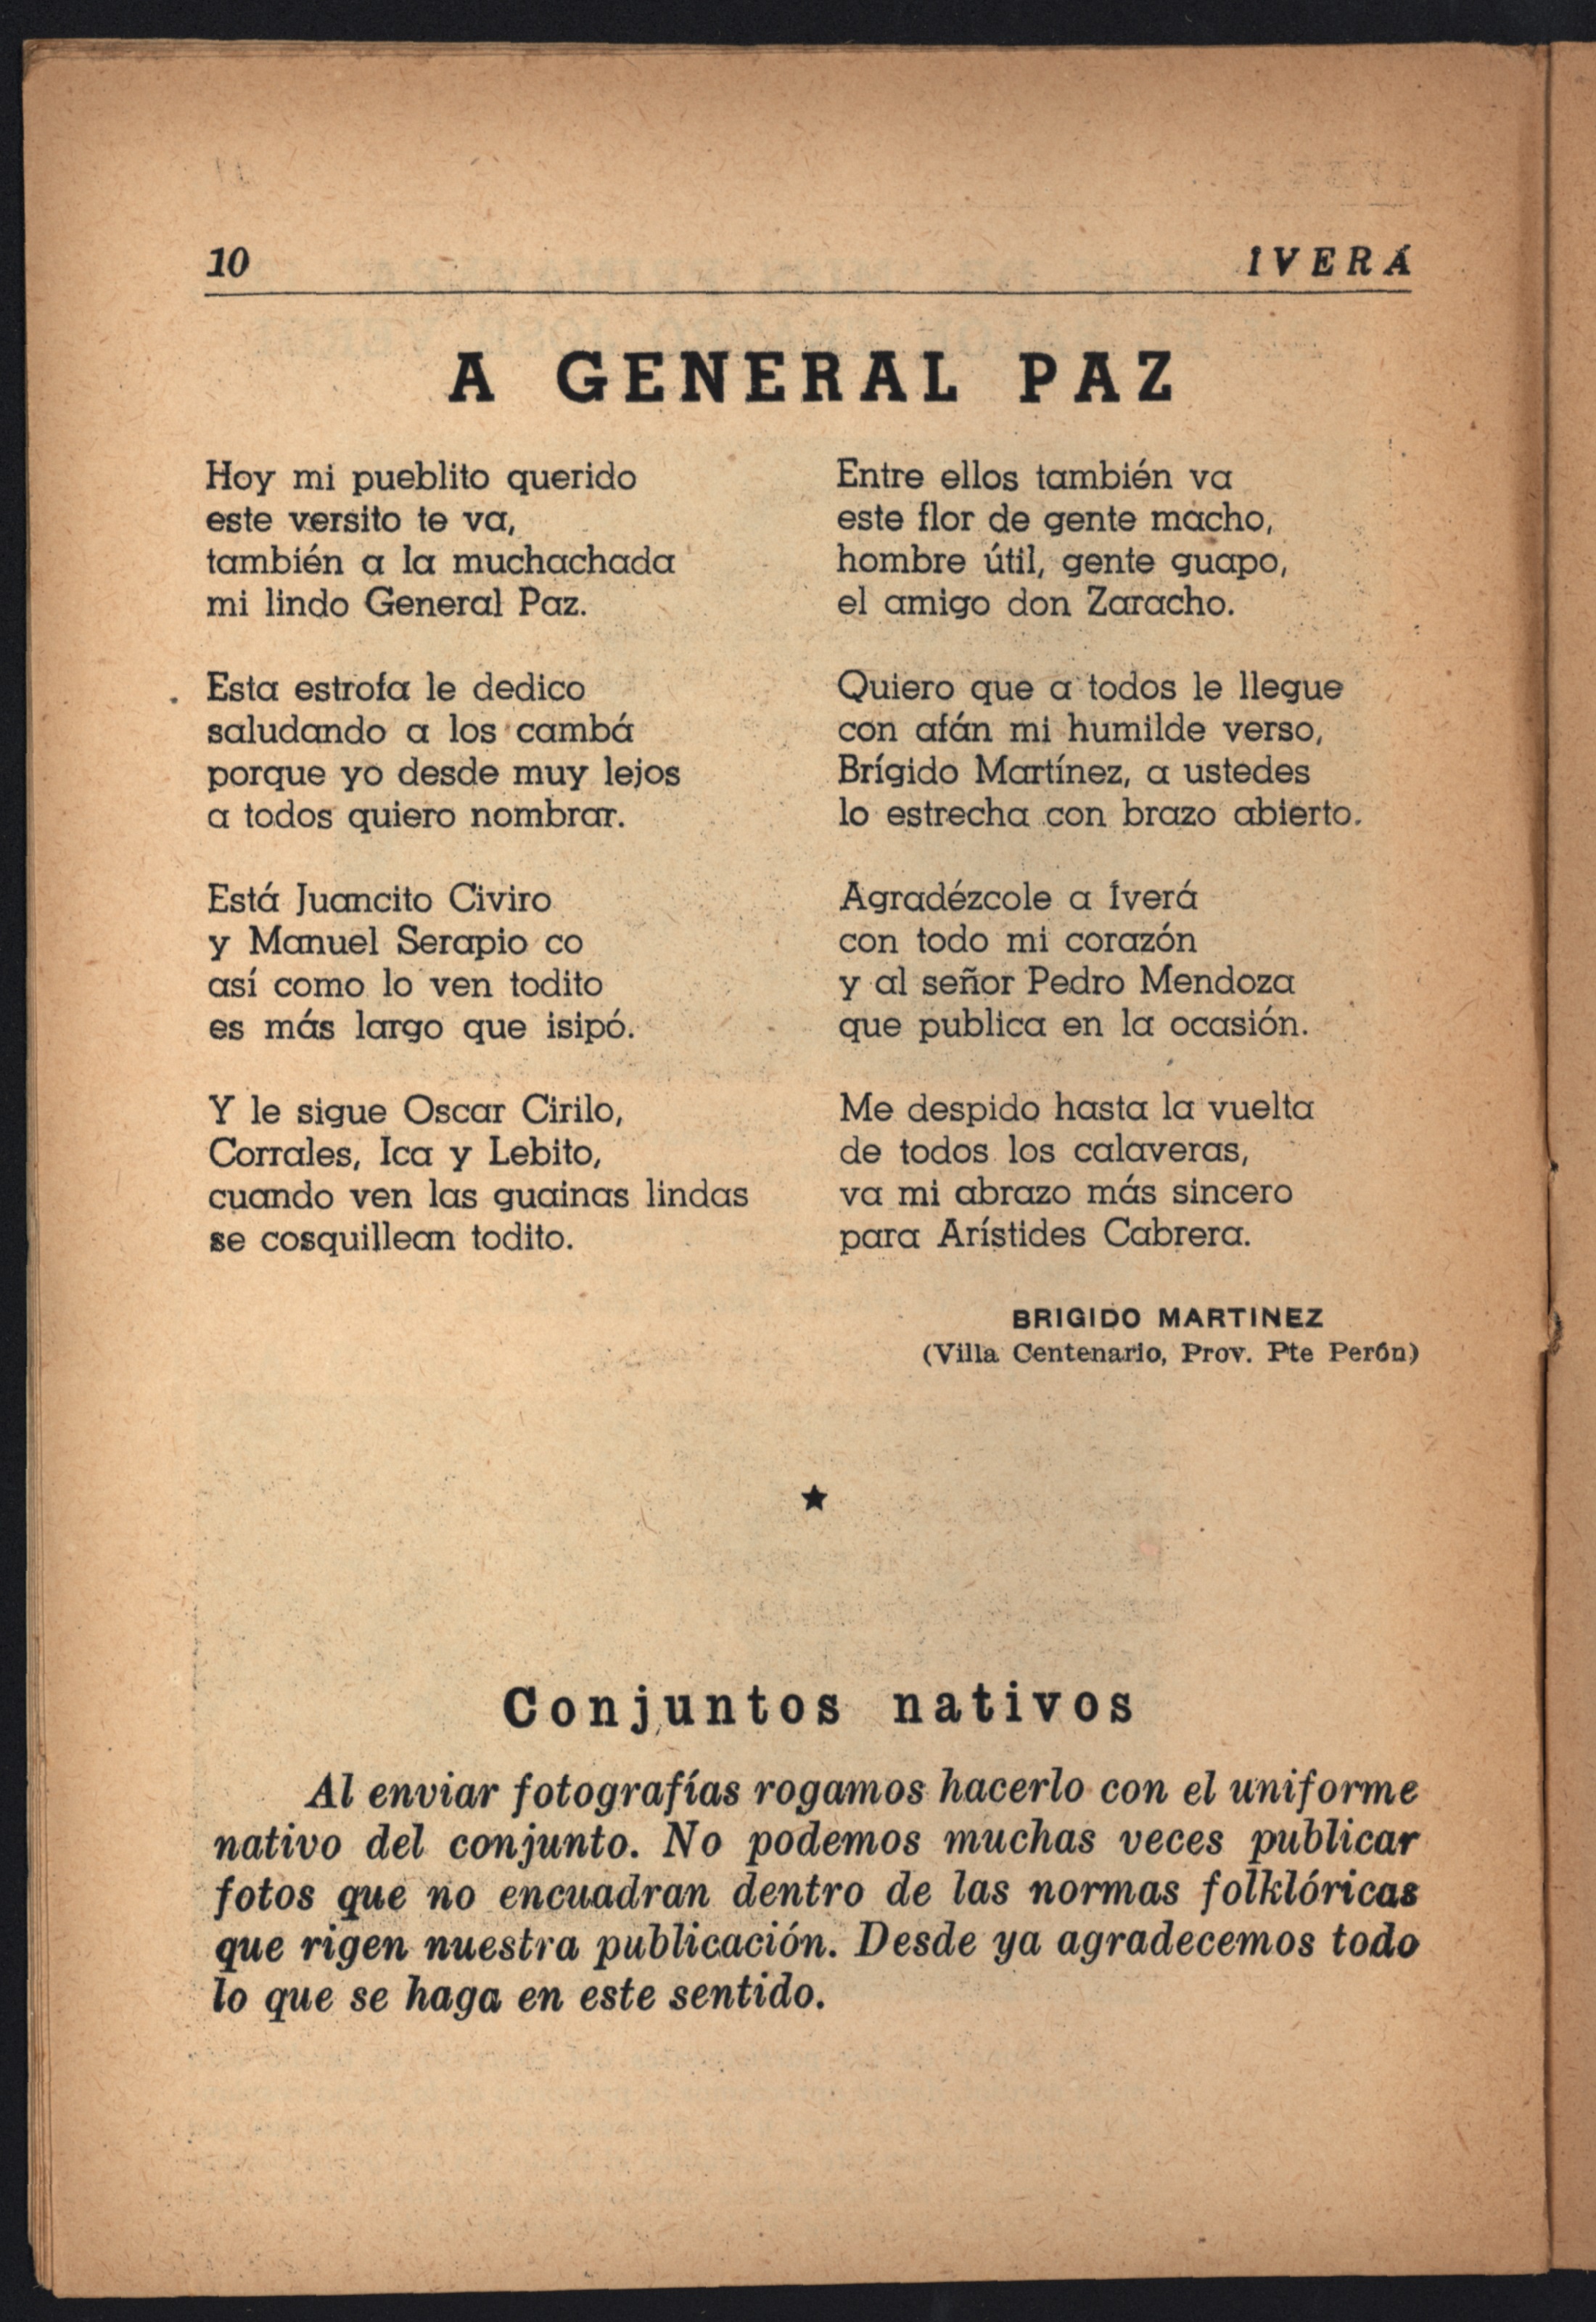 10
IVERÁ
A GENERAL PAZ
Hoy mi pueblito querido
este versito te va,
también a la muchachada
mi lindo General Paz.
Esta estrofa le dedico
saludando a los cambá
porque yo desde muy lejos
a todos quiero nombrar.
Está Juancito Civiro
y Manuel Serapio co
así como lo ven todito
es más largo que isipó.
Y le sigue Oscar Cirilo,
Corrales, Ica y Lebito,
cuando ven las guainas lindas
se cosquillean todito.
Entre ellos también va
este flor de gente macho,
hombre útil, gente guapo,
el amigo don Zaracho.
Quiero que a todos le llegue
con afán mi humilde verso,
Brígido Martínez, a ustedes
lo estrecha con brazo abierto.
Agradézcole a Iverá
con todo mi corazón
y al señor Pedro Mendoza
que publica en la ocasión.
Me despido hasta la vuelta
de todos los calaveras,
va mi abrazo más sincero
para Arístides Cabrera.
BRIGIDO MARTINEZ
(Villa Centenario, Prov. Pte Perón)
Conjuntos nativos
Al enviar fotografías rogamos hacerlo con el uniforme
nativo del conjunto. No podemos muchas veces publicar
fotos que no encuadran dentro de las normas folklóricas
que rigen nuestra publicación. Desde ya agradecemos todo
lo que se haga en este sentido.